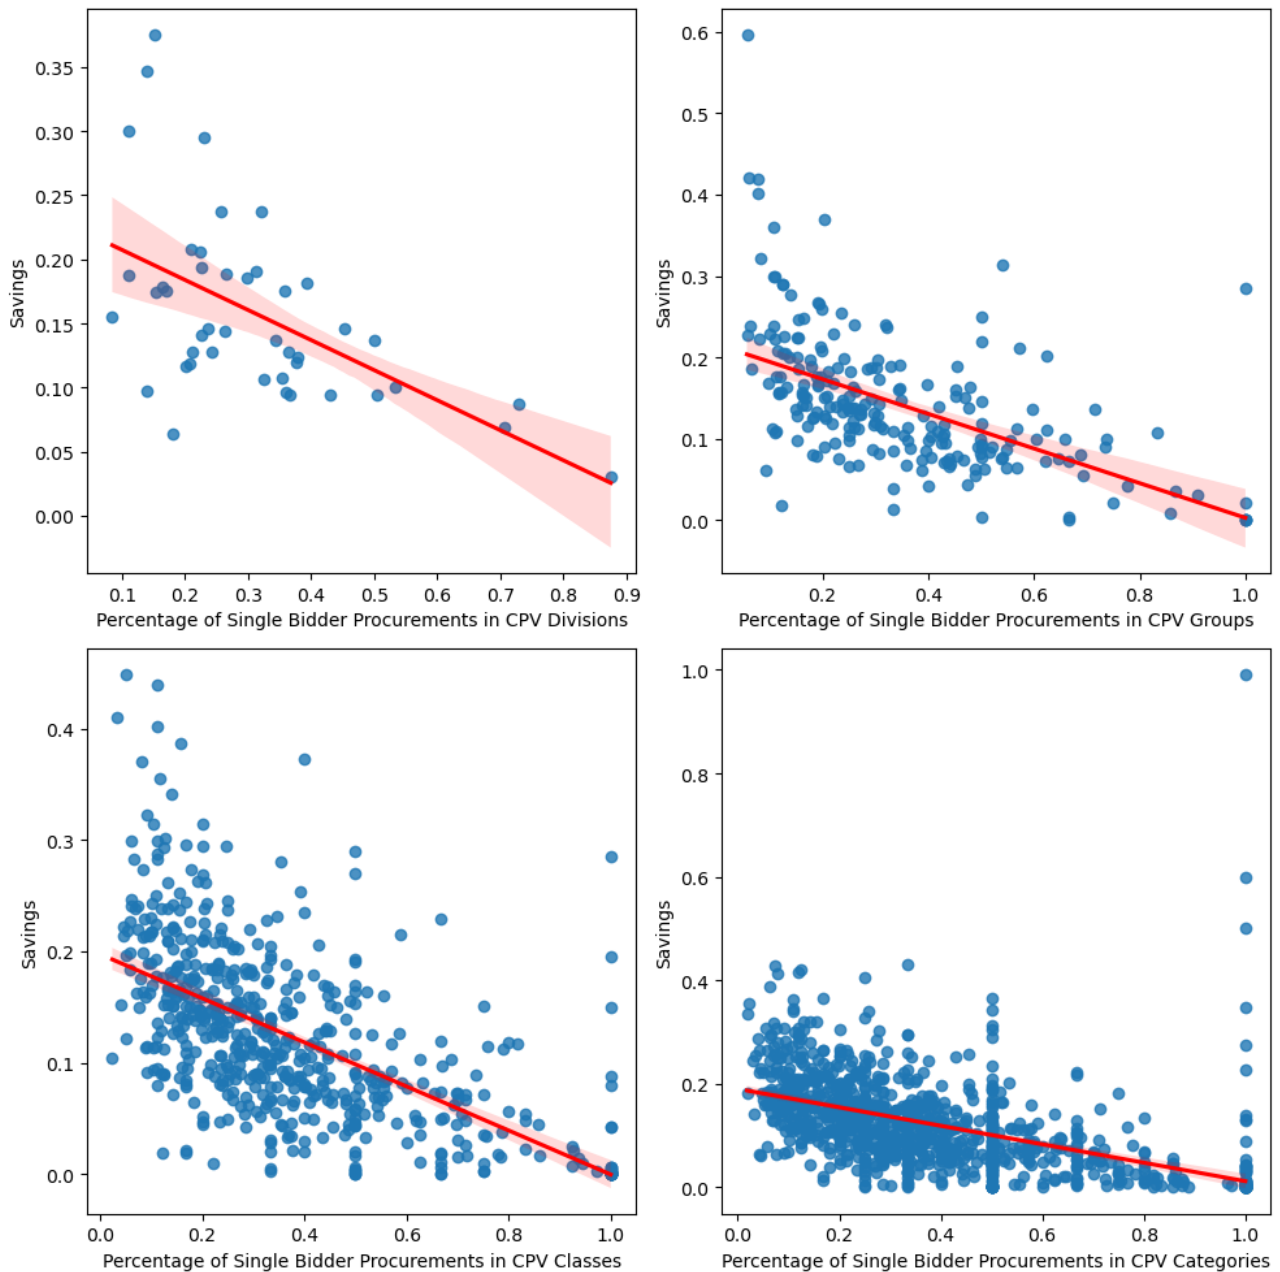 0.35
0.30
0.25
0.20
0.15
0.10
0.05
0.00
Savings
0.1 0.2 0.3 0.4 0.5 0.6 0.7 0.8 0.9
Percentage of Single Bidder Procurements in CPV Divisions
0.6
0.5
0.4
0.3
0.2
0.1
0.0
Savings
0.2 0.4 0.6 0.8 1.0
Percentage of Single Bidder Procurements in CPV Groups
0.4
0.3
0.2
0.1
0.0
Savings
0.0 0.2 0.4 0.6 0.8 1.0
Percentage of Single Bidder Procurements in CPV Classes
1.0
0.8
0.6
0.4
0.2
0.0
Savings
0.0 0.2 0.4 0.6 0.8 1.0
Percentage of Single Bidder Procurements in CPV Categories